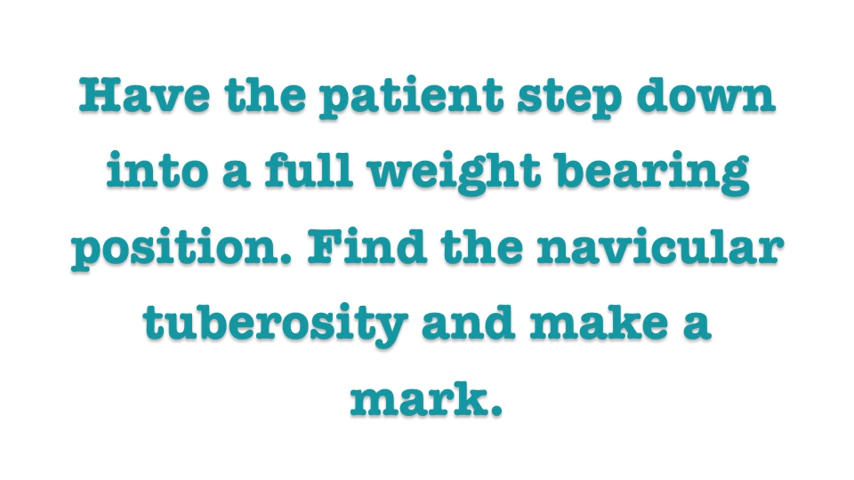 Have the patient step down
into a full weight bearing
position. Find the navicular
tuberosity and make a
mark.